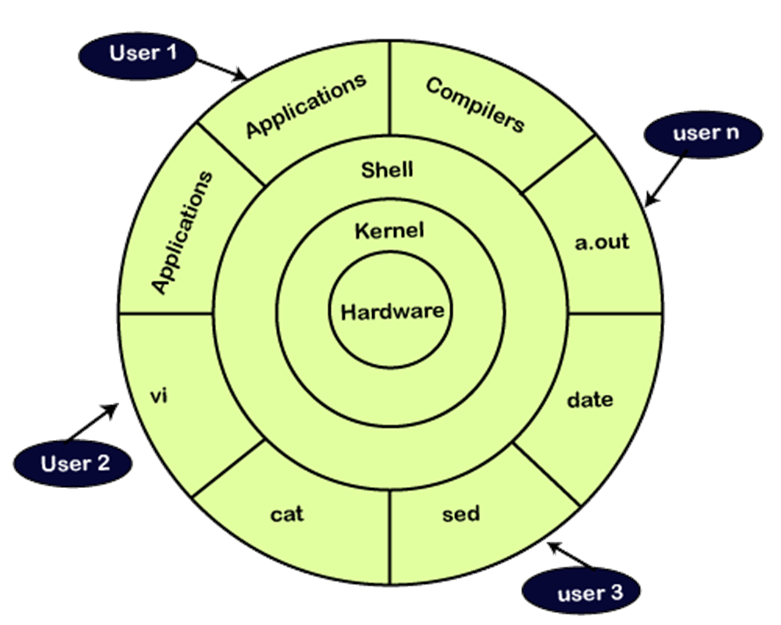 User 1
Applications
Compilers
user n
Shell
Applications
Kernel
a.out
Hardware
vi
date
User 2
cat
sed
user 3